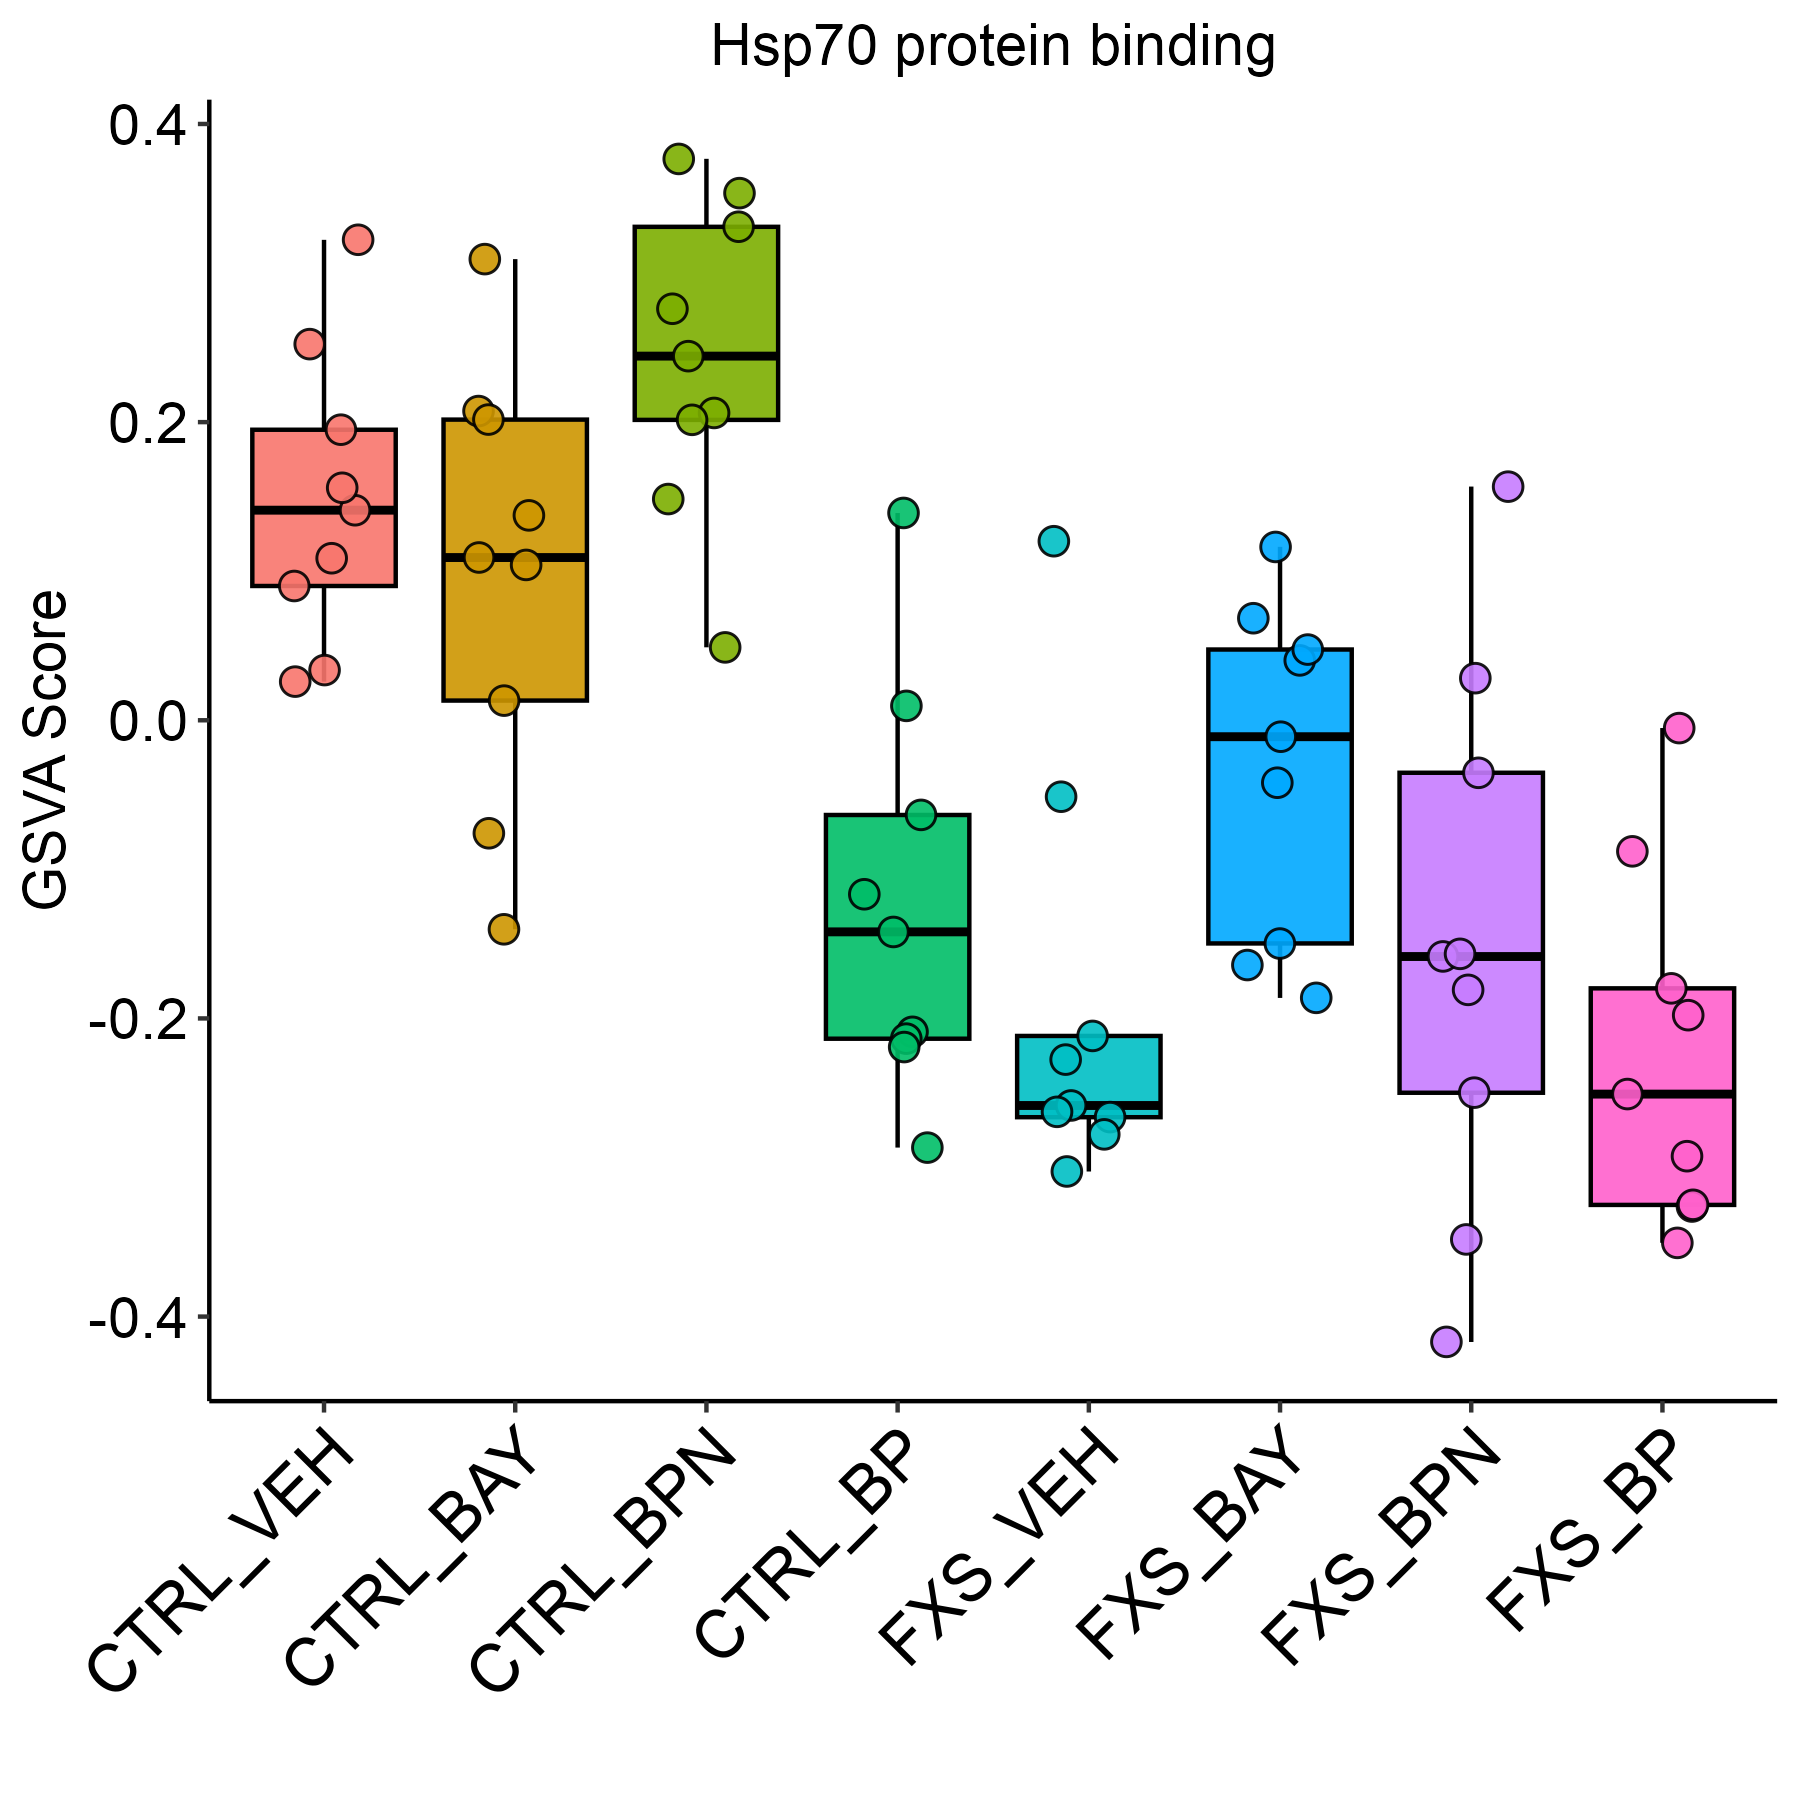 Hsp70 protein binding
GSVA Score
0.4
0.2
0.0
-0.2
-0.4
CTRL_VEH
CTRL_BAY
CTRL_BPN
CTRL_BP
FXS_VEH
FXS_BAY
FXS_BPN
FXS_BP